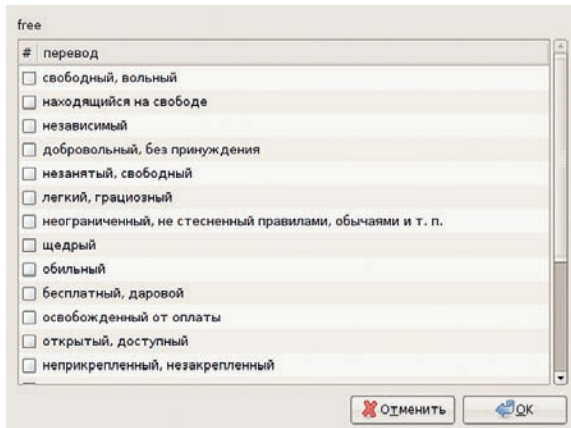 free
# перевод
свободный, вольный
находящийся на свободе
независимый
добровольный, без принуждения
незанятый, свободный
легкий, грациозный
неограниченный, не стесненный правилами, обычаями и т. п.
щедрый
обильный
бесплатный, даровой
освобожденный от оплаты
открытый, доступный
неприкрепленный, незакрепленный
Отменить OK